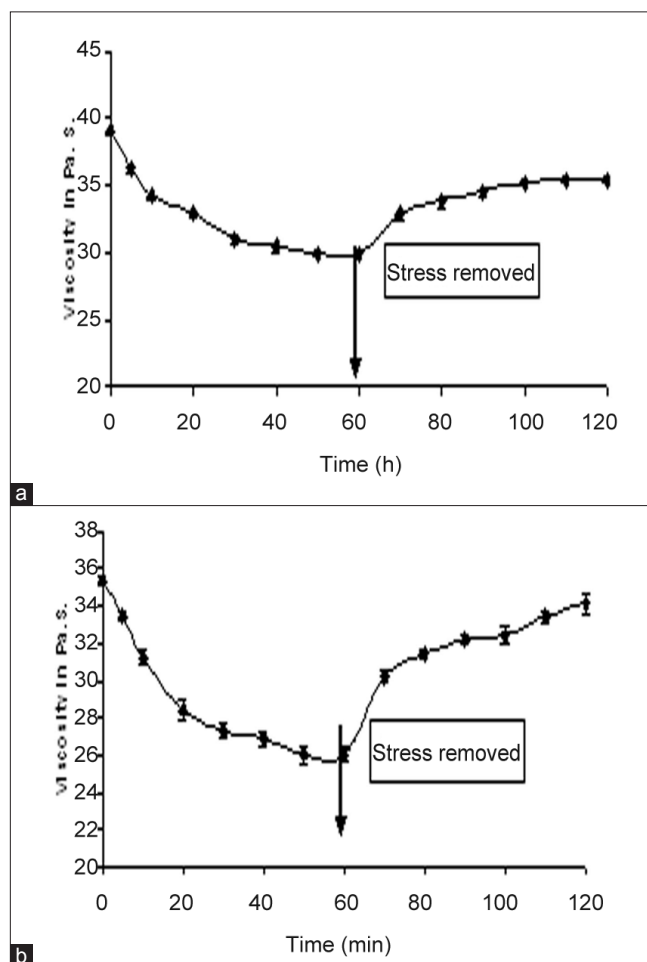 45
40
35
30
25
20
Viscosity in Pa. s.
Stress removed
0 20 40 60 80 100 120
Time (h)
a
38
36
34
32
30
28
26
24
22
20
Viscosity in Pa.s.
Stress removed
0 20 40 60 80 100 120
Time (min)
b